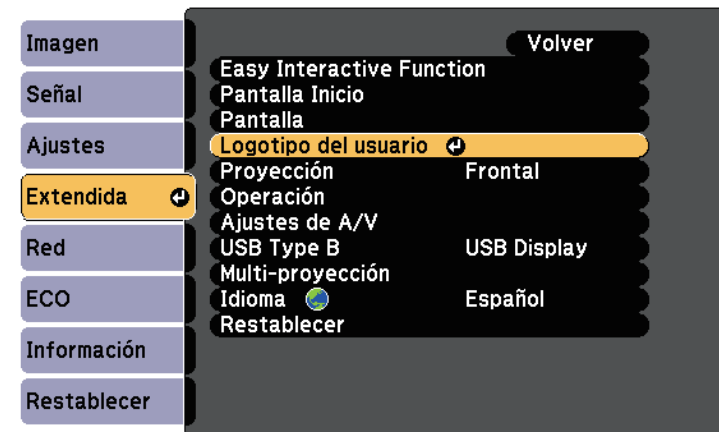 Imagen
Señal
Ajustes
Extendida
Red
ECO
Información
Restablecer
Volver
Easy Interactive Function
Pantalla Inicio
Pantalla
Logotipo del usuario
Proyección Frontal
Operación
Ajustes de A/V
USB Type B USB Display
Multi-proyección
Idioma Español
Restablecer